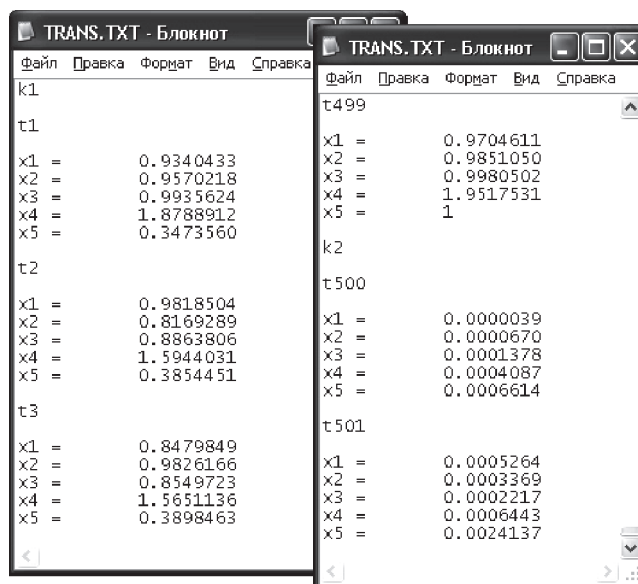 TRANS.TXT - Блокнот
Файл Правка Формат Вид Справка
k1
t1
x1 = 0.9340433
x2 = 0.9570218
x3 = 0.9935624
x4 = 1.8788912
x5 = 0.3473560
t2
x1 = 0.9818504
x2 = 0.8169289
x3 = 0.8863806
x4 = 1.5944031
x5 = 0.3854451
t3
x1 = 0.8479849
x2 = 0.9826166
x3 = 0.8549723
x4 = 1.5651136
x5 = 0.3898463
TRANS.TXT - Блокнот
Файл Правка Формат Вид Справка
t499
x1 = 0.9704611
x2 = 0.9851050
x3 = 0.9980502
x4 = 1.9517531
x5 = 1
k2
t500
x1 = 0.0000039
x2 = 0.0000670
x3 = 0.0001378
x4 = 0.0004087
x5 = 0.0006614
t501
x1 = 0.0005264
x2 = 0.0003369
x3 = 0.0002217
x4 = 0.0006443
x5 = 0.0024137